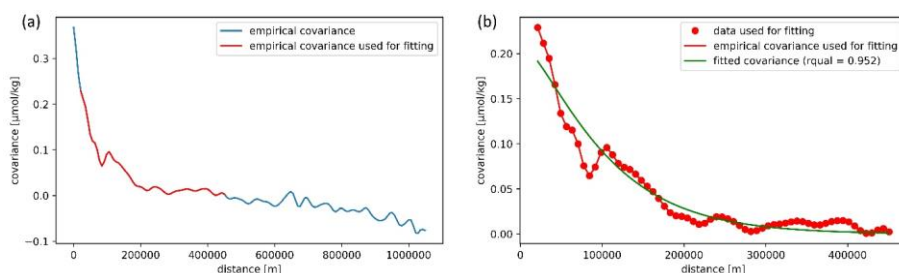 (a)
empirical covariance
empirical covariance used for fitting
covariance [µmol/kg]
0.3
0.2
0.1
0.0
−0.1
0 200000 400000 600000 800000 1000000
distance [m]
(b)
data used for fitting
empirical covariance used for fitting
fitted covariance (rqual = 0.952)
covariance [µmol/kg]
0.20
0.15
0.10
0.05
0.00
0 100000 200000 300000 400000
distance [m]